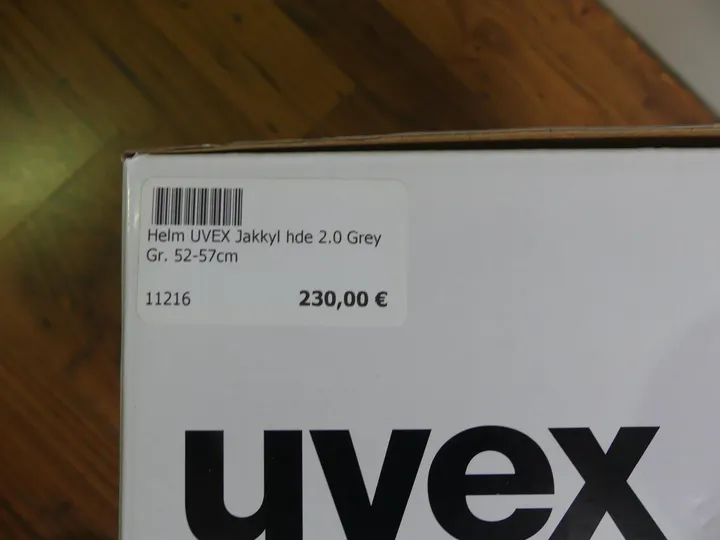 Helm UVEX Jakkyl hde 2.0 Grey
Gr. 52-57cm
11216 230,00 €
uvex